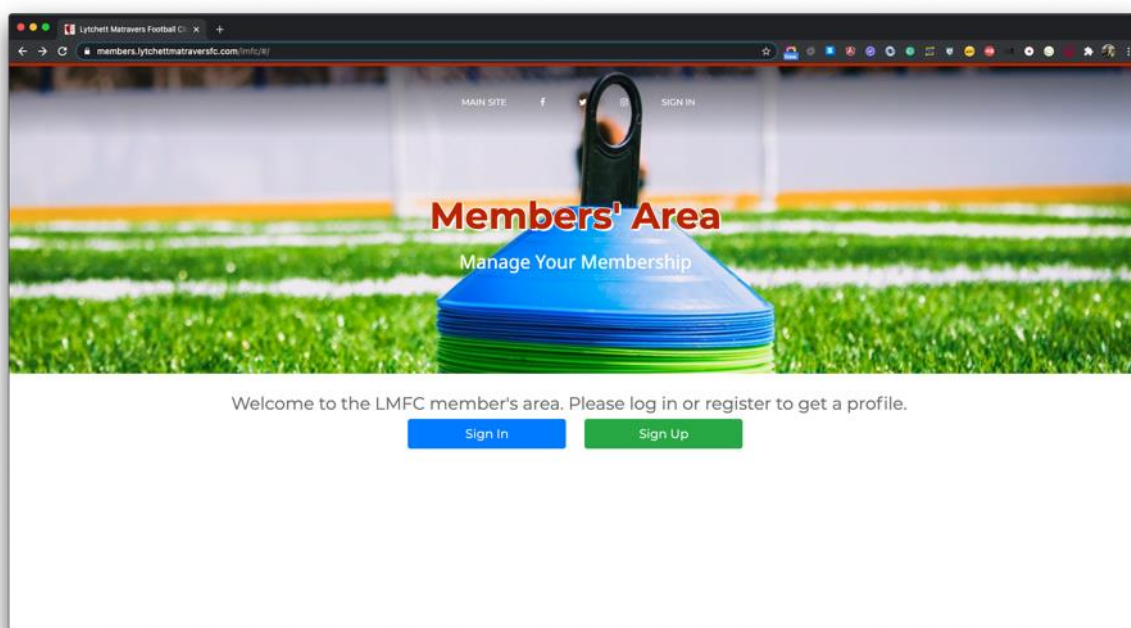 Lytchett Matravers Football Cl
members.lytchettmatraversfc.com/lmfc/#/
MAIN SITE
SIGN IN
Members' Area
Manage Your Membership
Welcome to the LMFC member's area. Please log in or register to get a profile.
Sign In
Sign Up